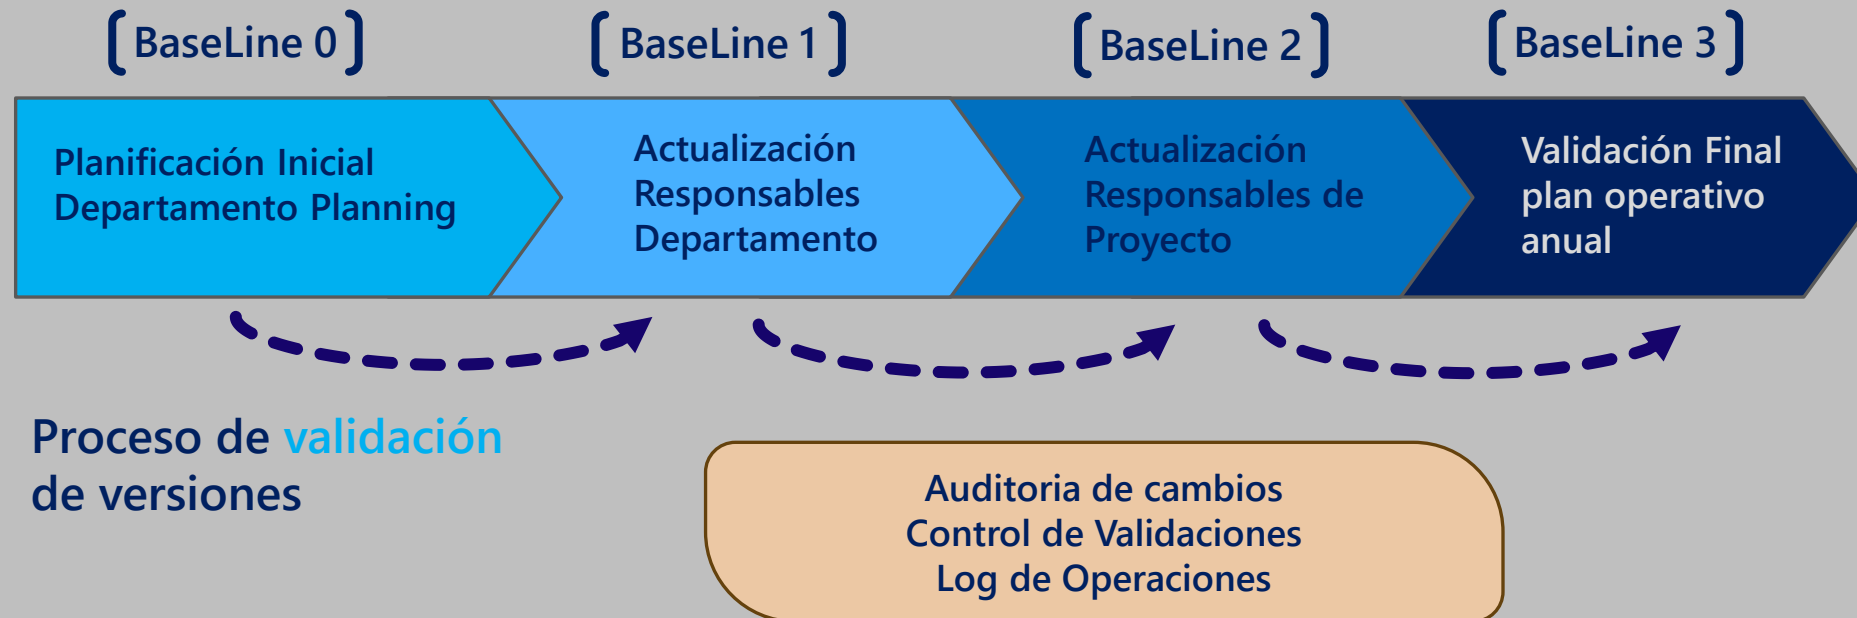 [BaseLine 0]
[BaseLine 1]
[BaseLine 2]
[BaseLine 3]
Planificación Inicial
Departamento Planning
Actualización
Responsables
Departamento
Actualización
Responsables de
Proyecto
Validación Final
plan operativo
anual
Proceso de validación
de versiones
Auditoria de cambios
Control de Validaciones
Log de Operaciones